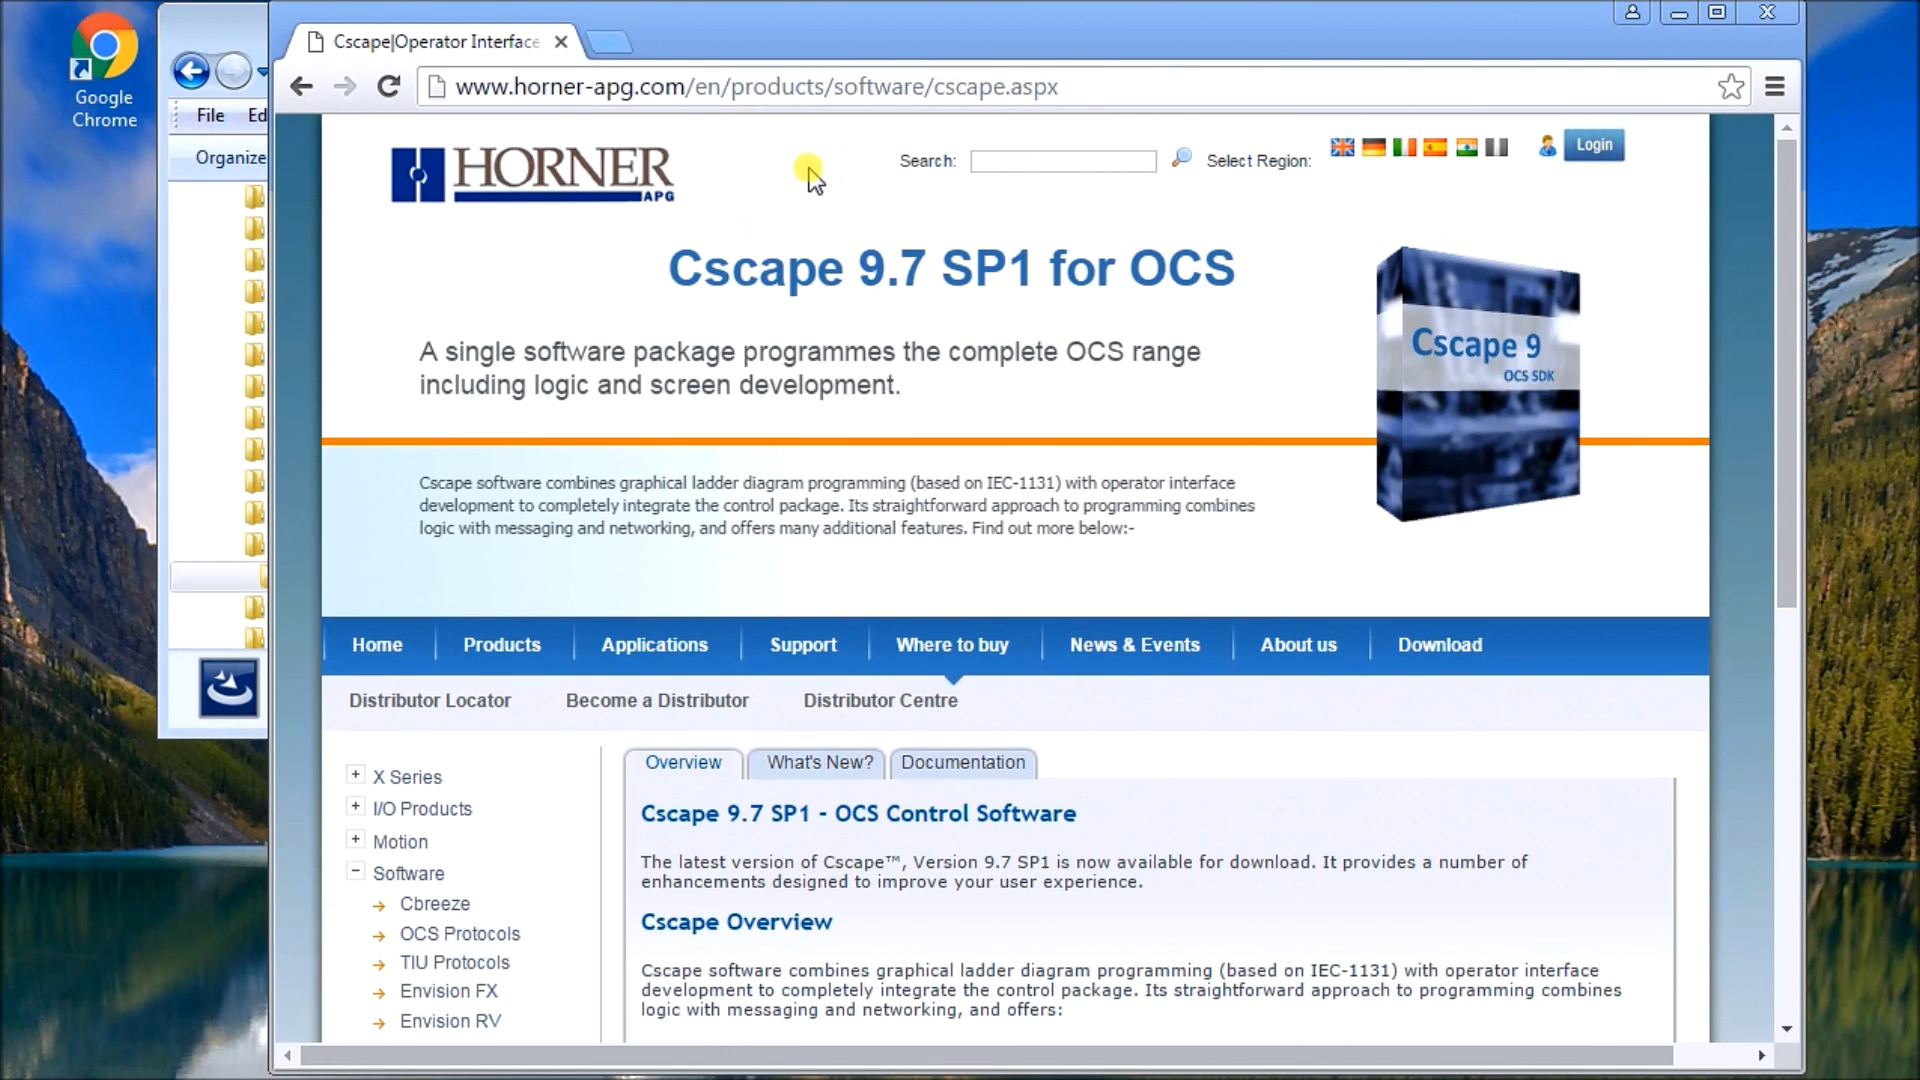 Google
Chrome
File
Ed
Organize
Cscape|Operator Interface
www.horner-apg.com/en/products/software/cscape.aspx
HORNER
APG
Search:
Select Region:
Login
Cscape 9.7 SP1 for OCS
A single software package programmes the complete OCS range
including logic and screen development.
Cscape 9
OCS SDK
Cscape software combines graphical ladder diagram programming (based on IEC-1131) with operator interface
development to completely integrate the control package. Its straightforward approach to programming combines
logic with messaging and networking, and offers many additional features. Find out more below:-
Home Products Applications Support Where to buy News & Events About us Download
Distributor Locator Become a Distributor Distributor Centre
X Series
I/O Products
Motion
Software
Cbreeze
OCS Protocols
TIU Protocols
Envision FX
Envision RV
Overview What's New? Documentation
Cscape 9.7 SP1 - OCS Control Software
The latest version of Cscape™, Version 9.7 SP1 is now available for download. It provides a number of
enhancements designed to improve your user experience.
Cscape Overview
Cscape software combines graphical ladder diagram programming (based on IEC-1131) with operator interface
development to completely integrate the control package. Its straightforward approach to programming combines
logic with messaging and networking, and offers: